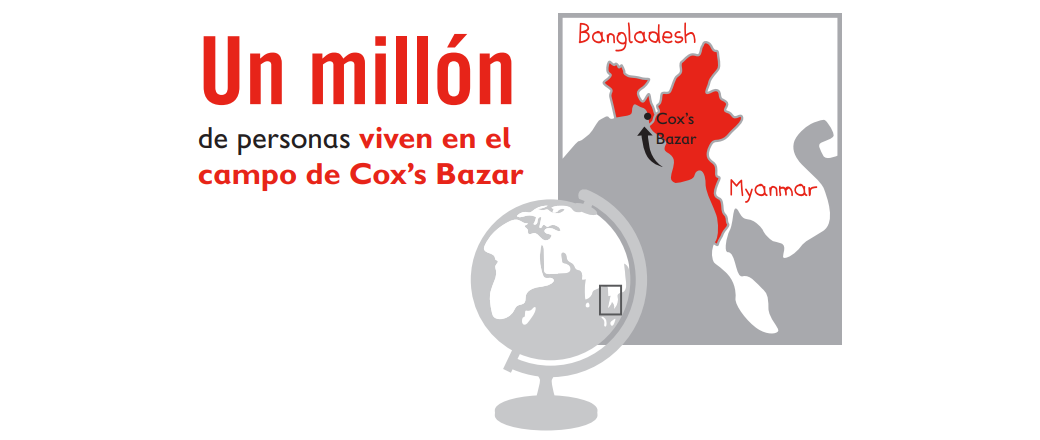 Un millón
de personas viven en el
campo de Cox’s Bazar
Bangladesh
Cox’s
Bazar
Myanmar